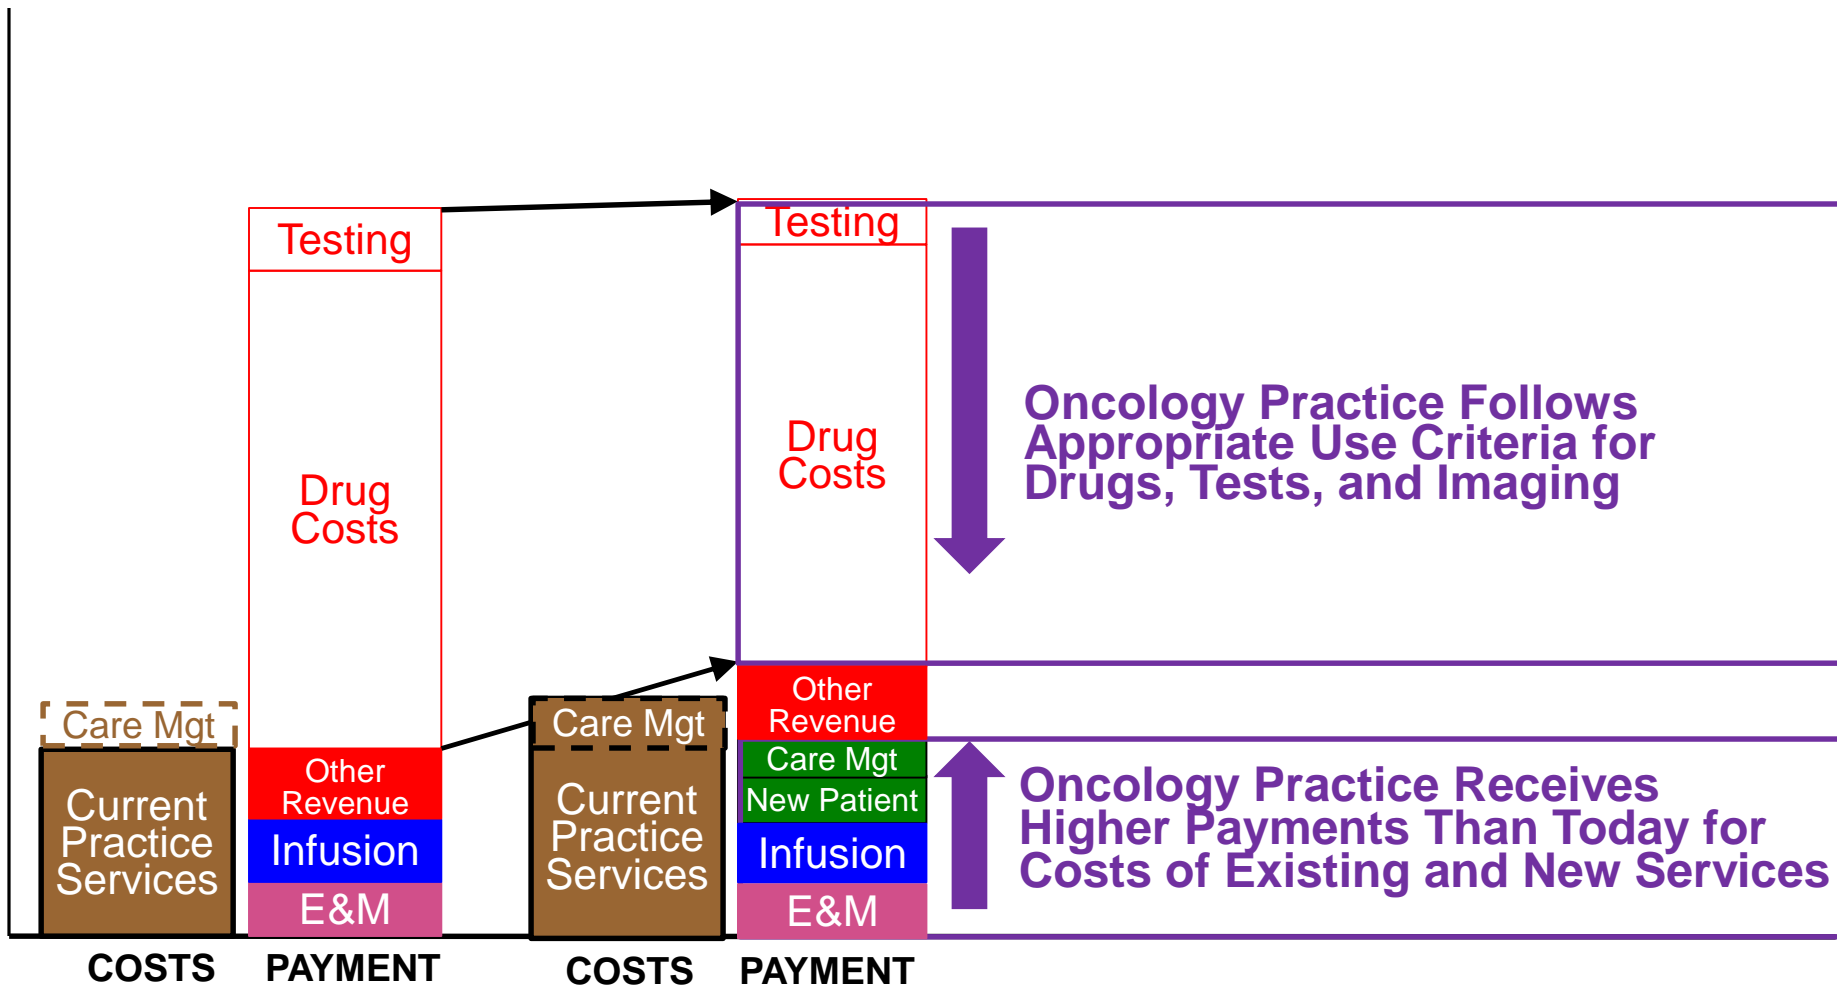 Testing
Drug
Costs
Care Mgt
Current
Practice
Services
Other
Revenue
Infusion
E&M
COSTS
PAYMENT
Care Mgt
Current
Practice
Services
COSTS
Testing
Drug
Costs
Other
Revenue
Care Mgt
New Patient
Infusion
E&M
PAYMENT
Oncology Practice Follows
Appropriate Use Criteria for
Drugs, Tests, and Imaging
Oncology Practice Receives
Higher Payments Than Today for
Costs of Existing and New Services